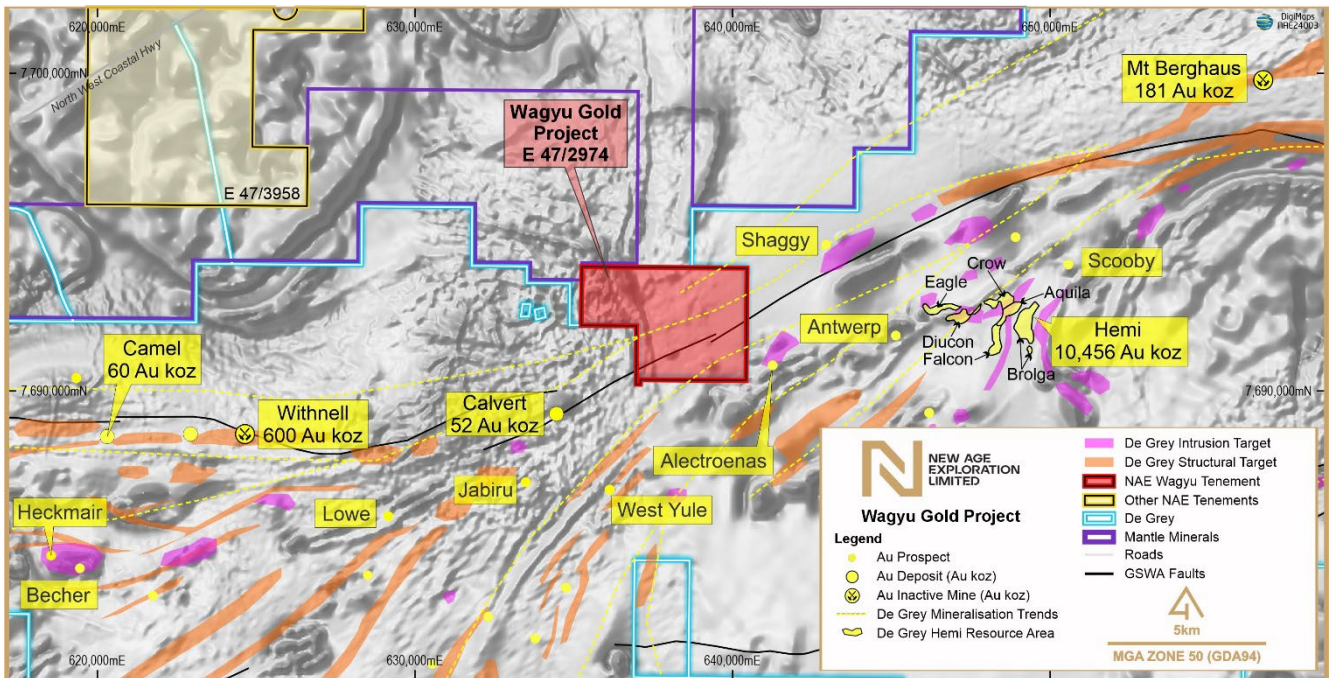 620,000mE
630,000mE
640,000mE
650,000mE
DigiMaps
NAE24003
North West Coastal Hwy
7,700,000mN
7,700,000mN
Mt Berghaus
181 Au koz
Wagyu Gold
Project
E 47/2974
E 47/3958
Shaggy
Scooby
Crow
Eagle
Aquila
Antwerp
Hemi
10,456 Au koz
Diucon
Falcon
Brolga
Camel
60 Au koz
7,690,000mN
7,690,000mN
Withnell
600 Au koz
Calvert
52 Au koz
Alectroenas
Jabiru
West Yule
Lowe
Heckmair
Becher
NEW AGE
EXPLORATION
LIMITED
Wagyu Gold Project
Legend
Au Prospect
Au Deposit (Au koz)
Au Inactive Mine (Au koz)
De Grey Mineralisation Trends
De Grey Hemi Resource Area
De Grey Intrusion Target
De Grey Structural Target
NAE Wagyu Tenement
Other NAE Tenements
De Grey
Mantle Minerals
Roads
GSWA Faults
5km
MGA ZONE 50 (GDA94)
620,000mE
630,000mE
640,000mE